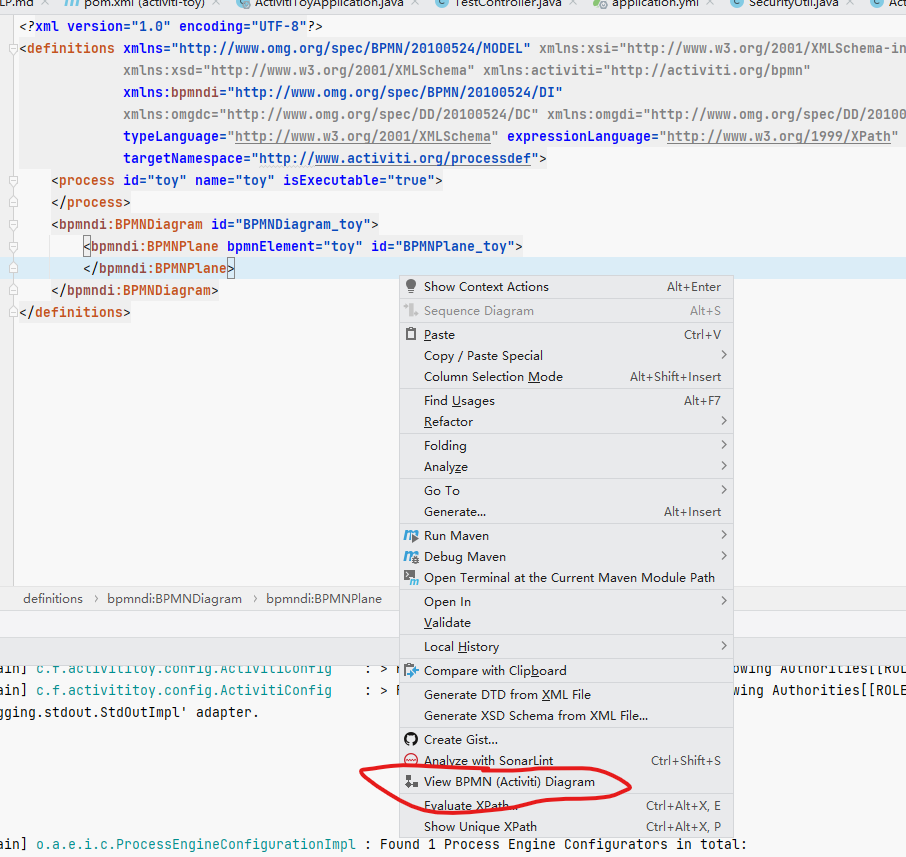 LP.md
pom.xml (activiti-toy)
ActivitiToyApplication.java
TestController.java
application.yml
SecurityUtil.java
<?xml version="1.0" encoding="UTF-8"?>
<definitions xmlns="http://www.omg.org/spec/BPMN/20100524/MODEL" xmlns:xsi="http://www.w3.org/2001/XMLSchema-in
xmlns:xsd="http://www.w3.org/2001/XMLSchema" xmlns:activiti="http://activiti.org/bpmn"
xmlns:bpmndi="http://www.omg.org/spec/BPMN/20100524/DI"
xmlns:omgdc="http://www.omg.org/spec/DD/20100524/DC" xmlns:omgdi="http://www.omg.org/spec/DD/20100
typeLanguage="http://www.w3.org/2001/XMLSchema" expressionLanguage="http://www.w3.org/1999/XPath"
targetNamespace="http://www.activiti.org/processdef">
<process id="toy" name="toy" isExecutable="true">
</process>
<bpmndi:BPMNDiagram id="BPMNDiagram_toy">
<bpmndi:BPMNPlane bpmnElement="toy" id="BPMNPlane_toy">
</bpmndi:BPMNPlane>
</bpmndi:BPMNDiagram>
</definitions>
Show Context Actions Alt+Enter
Sequence Diagram Alt+S
Paste Ctrl+V
Copy / Paste Special
Column Selection Mode Alt+Shift+Insert
Find Usages Alt+F7
Refactor
Folding
Analyze
Go To
Generate... Alt+Insert
Run Maven
Debug Maven
Open Terminal at the Current Maven Module Path
Open In
Validate
Local History
Compare with Clipboard
Generate DTD from XML File
Generate XSD Schema from XML File...
Create Gist...
Analyze with SonarLint Ctrl+Shift+S
View BPMN (Activiti) Diagram
Evaluate XPath... Ctrl+Alt+X, E
Show Unique XPath Ctrl+Alt+X, P
definitions > bpmndi:BPMNDiagram > bpmndi:BPMNPlane
ain] c.f.activititoy.config.ActivitiConfig : > owing Authorities[[ROLE
ain] c.f.activititoy.config.ActivitiConfig : > wing Authorities[[ROLE
gging.stdout.StdOutImpl' adapter.
ain] o.a.e.i.c.ProcessEngineConfigurationImpl : Found 1 Process Engine Configurators in total: